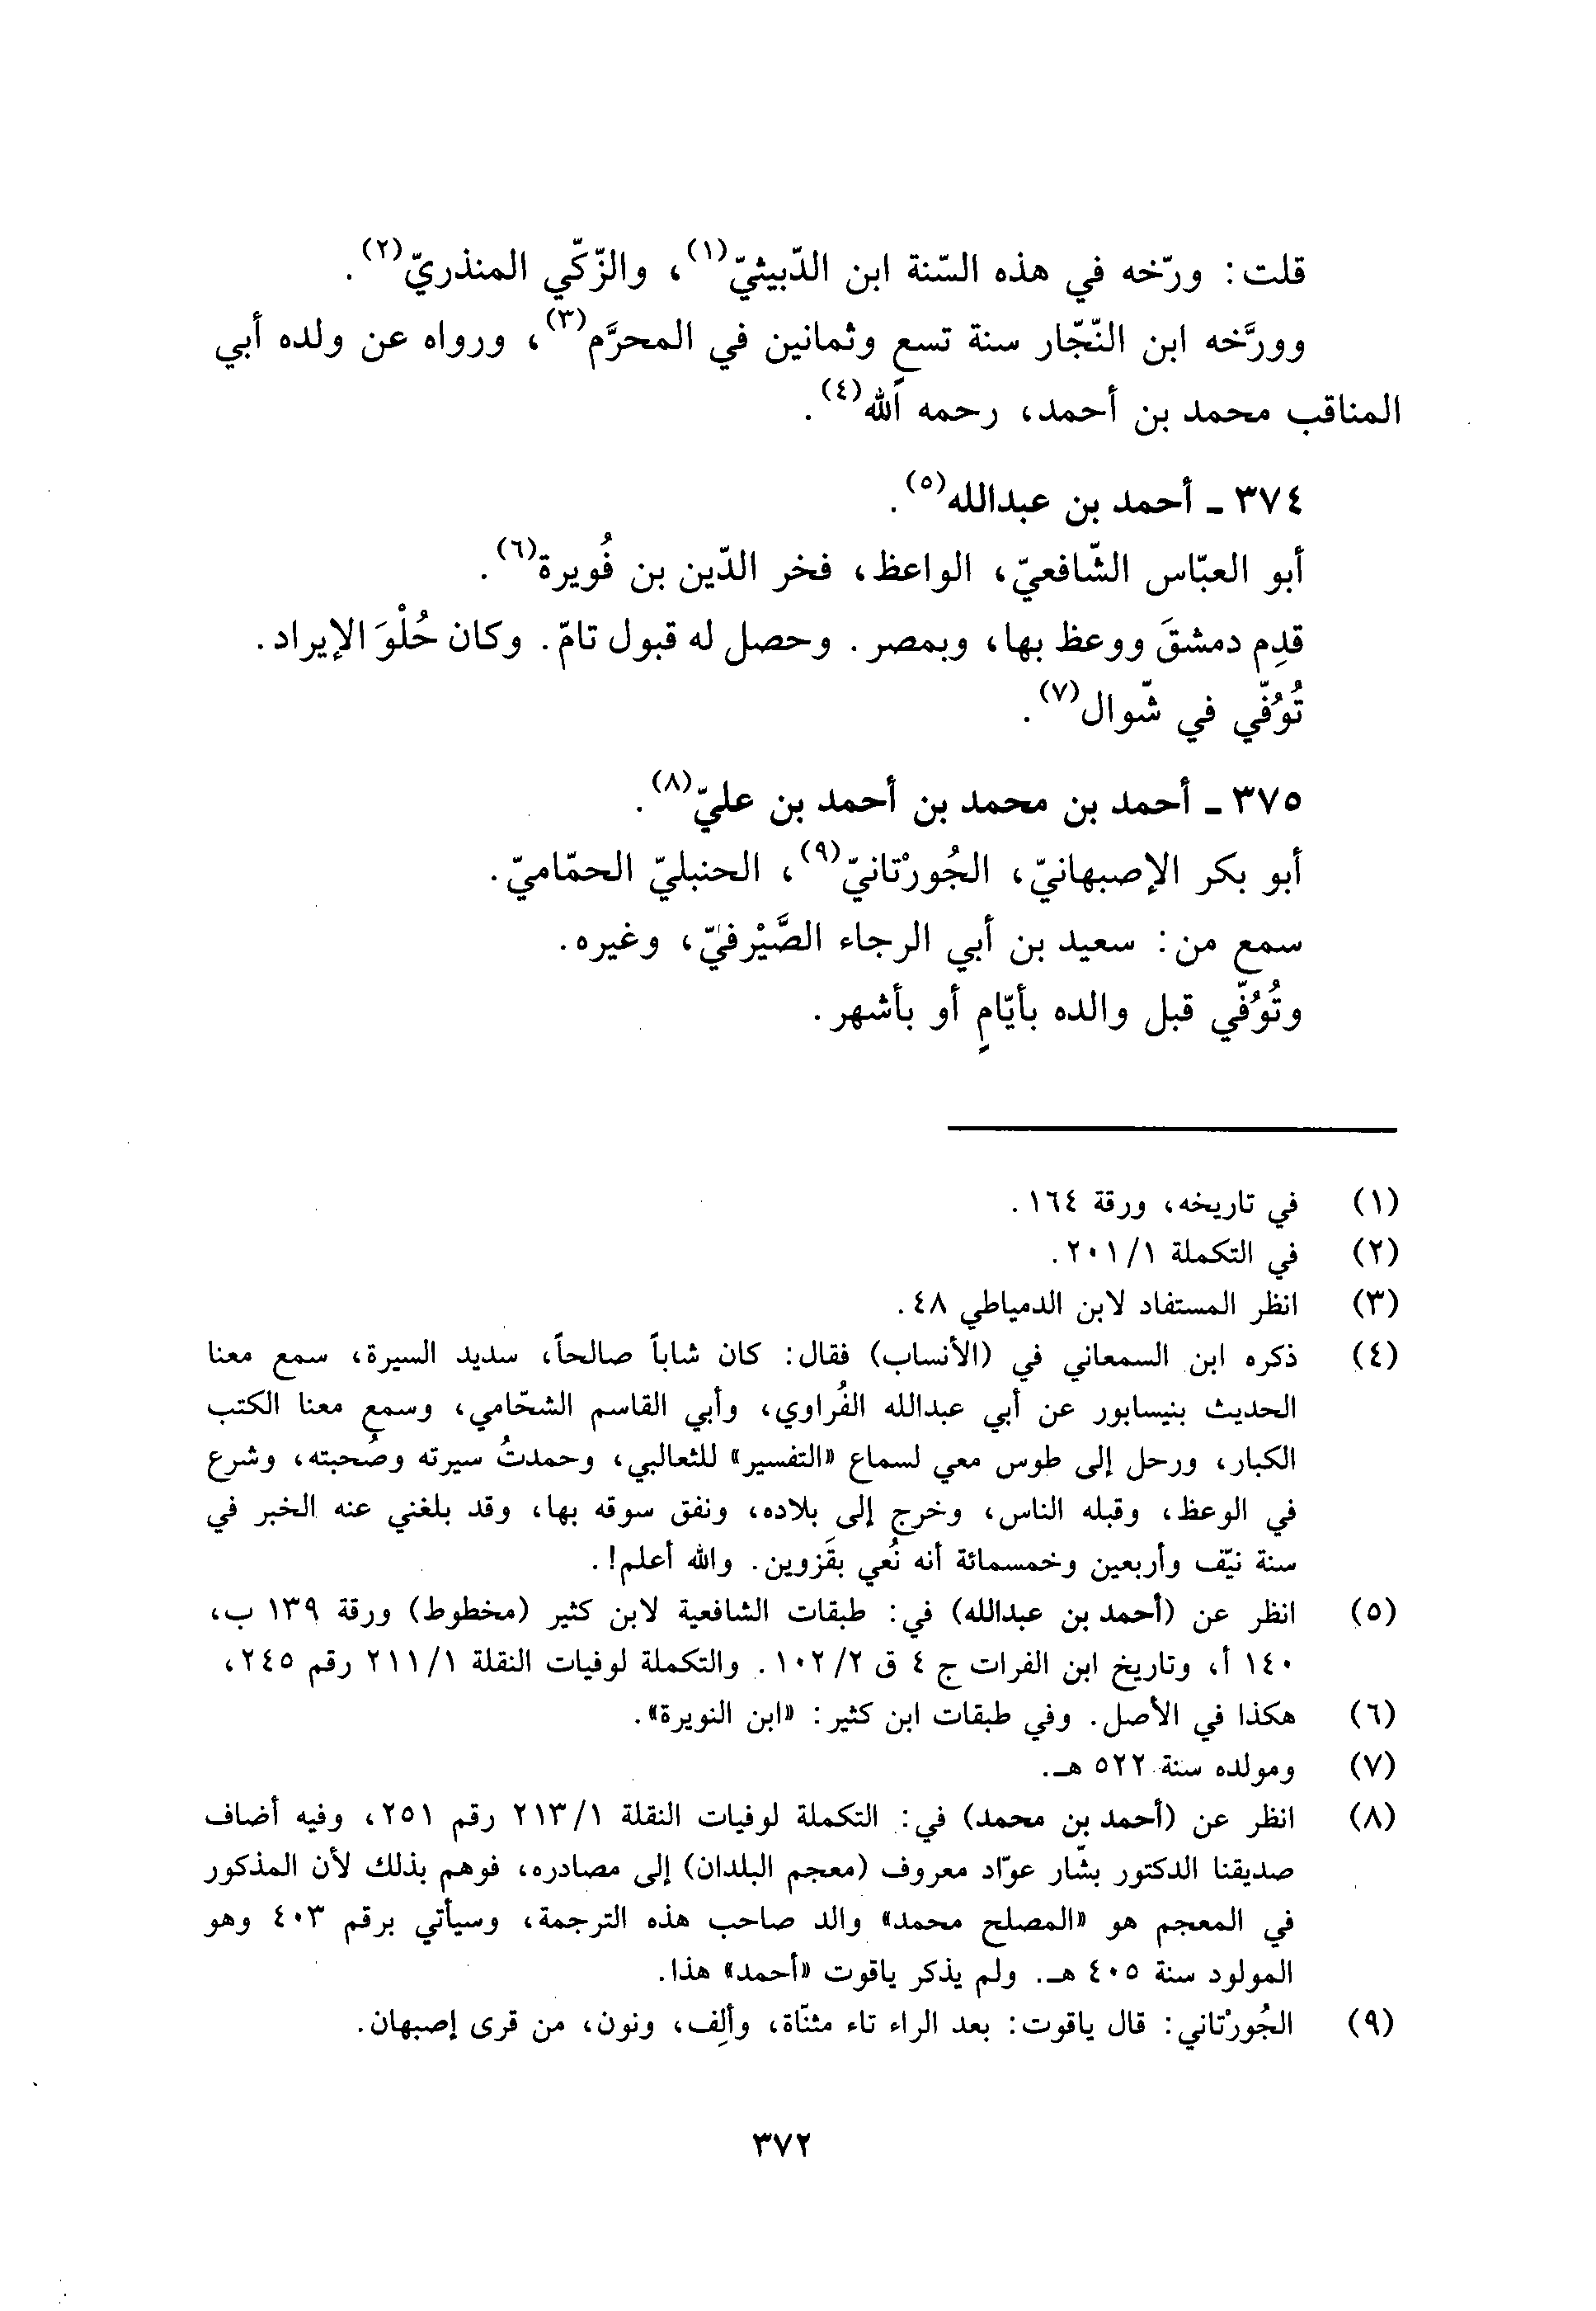 قلت: ورّخه في هذه السّنة ابن الدّبيثيّ(١)، والزّكّي المنذريّ(٢).
وورَّخه ابن النّجّار سنة تسعٍ وثمانين في المحرَّم(٣)، ورواه عن ولده أبي
المناقب محمد بن أحمد، رحمه الله(٤).
٣٧٤ ـ أحمد بن عبدالله(٥).
أبو العبّاس الشّافعيّ، الواعظ، فخر الدّين بن فُويرة(٦).
قدِم دمشقَ ووعظ بها، وبمصر. وحصل له قبول تامّ. وكان حُلْوَ الإيراد.
تُوُفّي في شّوال(٧).
٣٧٥ ـ أحمد بن محمد بن أحمد بن عليّ(٨).
أبو بكر الإصبهانيّ، الجُورْتانيّ(٩)، الحنبليّ الحمّاميّ.
سمع من: سعيد بن أبي الرجاء الصَّيْرفيّ، وغيره.
وتُوُفّي قبل والده بأيّامٍ أو بأشهر.
(١) في تاريخه، ورقة ١٦٤.
(٢) في التكملة ٢٠١/١.
(٣) انظر المستفاد لابن الدمياطي ٤٨.
(٤) ذكره ابن السمعاني في (الأنساب) فقال: كان شاباً صالحاً، سديد السيرة، سمع معنا
الحديث بنيسابور عن أبي عبدالله الفُراوي، وأبي القاسم الشحّامي، وسمع معنا الكتب
الكبار، ورحل إلى طوس معي لسماع «التفسير» للثعالبي، وحمدتُ سيرته وصُحبته، وشرع
في الوعظ، وقبله الناس، وخرج إلى بلاده، ونفق سوقه بها، وقد بلغني عنه الخبر في
سنة نيّف وأربعين وخمسمائة أنه نُعي بقَزوين. والله أعلم!.
(٥) انظر عن (أحمد بن عبدالله) في: طبقات الشافعية لابن كثير (مخطوط) ورقة ١٣٩ ب،
١٤٠ أ، وتاريخ ابن الفرات ج ٤ ق ١٠٢/٢. والتكملة لوفيات النقلة ٢١١/١ رقم ٢٤٥،
(٦) هكذا في الأصل. وفي طبقات ابن كثير: «ابن النويرة».
(٧) ومولده سنة ٥٢٢ هـ.
(٨) انظر عن (أحمد بن محمد) في: التكملة لوفيات النقلة ٢١٣/١ رقم ٢٥١، وفيه أضاف
صديقنا الدكتور بشّار عوّاد معروف (معجم البلدان) إلى مصادره، فوهم بذلك لأن المذكور
في المعجم هو «المصلح محمد» والد صاحب هذه الترجمة، وسيأتي برقم ٤٠٣ وهو
المولود سنة ٤٠٥ هـ. ولم يذكر ياقوت «أحمد» هذا.
(٩) الجُورْتاني: قال ياقوت: بعد الراء تاء مثنّاة، وألِف، ونون، من قرى إصبهان.
٣٧٢